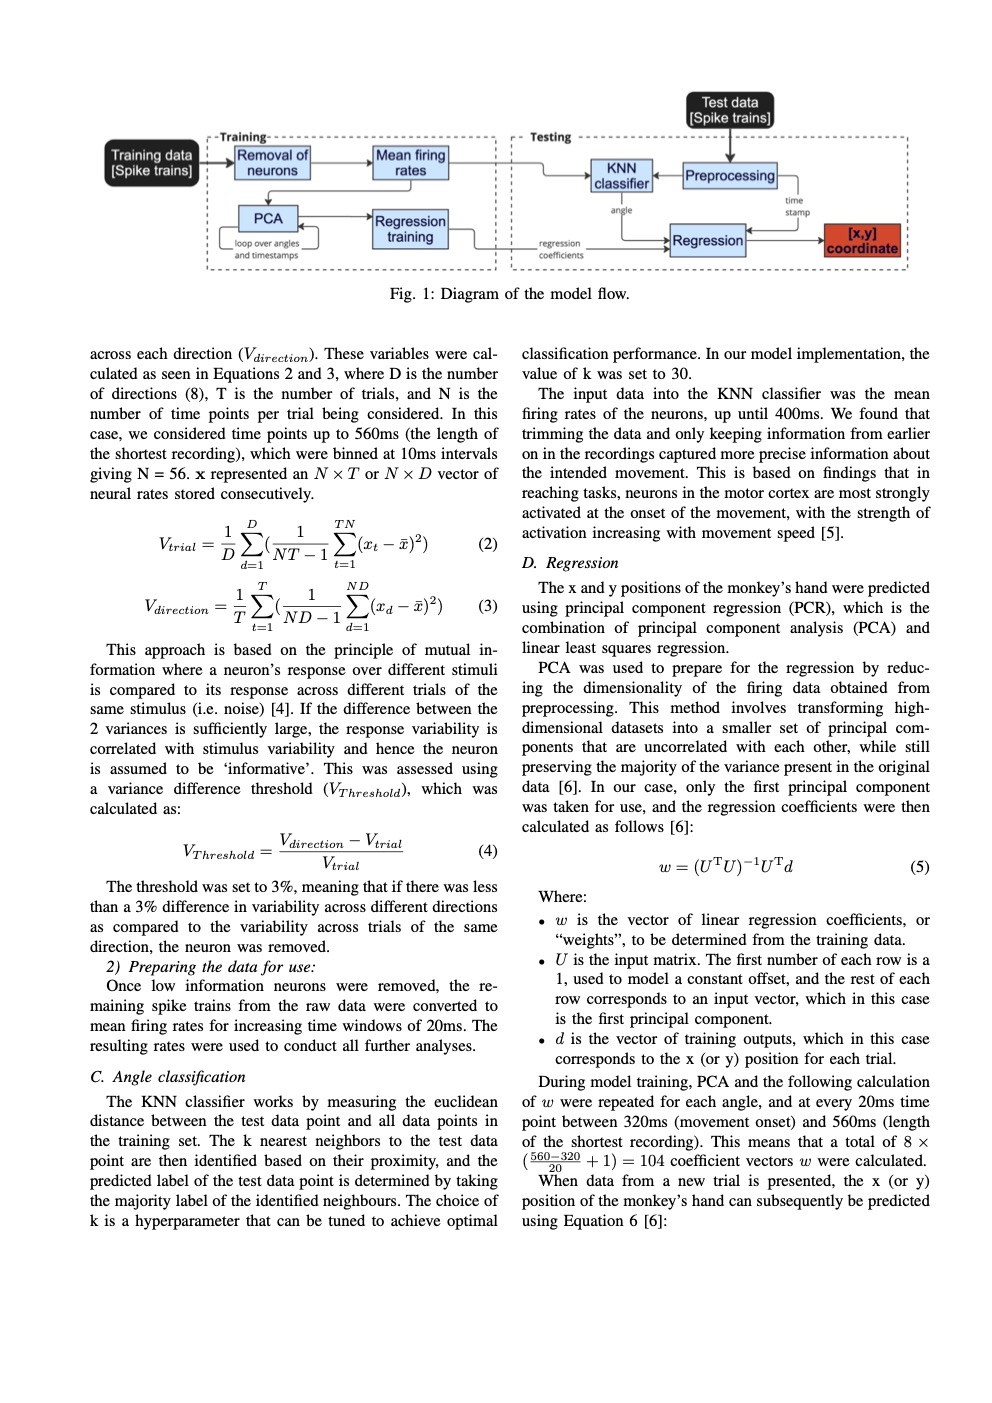 Test data
[Spike trains]
Training
Testing
Training data
[Spike trains]
Removal of
neurons
Mean firing
rates
KNN
classifier
Preprocessing
angle
time
stamp
PCA
Regression
training
loop over angles
and timestamps
regression
coefficients
Regression
[x,y]
coordinate
Fig. 1: Diagram of the model flow.
across each direction (V_{direction}). These variables were cal-
culated as seen in Equations 2 and 3, where D is the number
of directions (8), T is the number of trials, and N is the
number of time points per trial being considered. In this
case, we considered time points up to 560ms (the length of
the shortest recording), which were binned at 10ms intervals
giving N = 56. x represented an N × T or N × D vector of
neural rates stored consecutively.
V_{trial} = \frac{1}{D} \sum_{d=1}^{D} ( \frac{1}{NT - 1} \sum_{t=1}^{TN} (x_t - \bar{x})^2 ) (2)
V_{direction} = \frac{1}{T} \sum_{t=1}^{T} ( \frac{1}{ND - 1} \sum_{d=1}^{ND} (x_d - \bar{x})^2 ) (3)
This approach is based on the principle of mutual in-
formation where a neuron's response over different stimuli
is compared to its response across different trials of the
same stimulus (i.e. noise) [4]. If the difference between the
2 variances is sufficiently large, the response variability is
correlated with stimulus variability and hence the neuron
is assumed to be ‘informative’. This was assessed using
a variance difference threshold (V_{Threshold}), which was
calculated as:
V_{Threshold} = \frac{V_{direction} - V_{trial}}{V_{trial}} (4)
The threshold was set to 3%, meaning that if there was less
than a 3% difference in variability across different directions
as compared to the variability across trials of the same
direction, the neuron was removed.
2) Preparing the data for use:
Once low information neurons were removed, the re-
maining spike trains from the raw data were converted to
mean firing rates for increasing time windows of 20ms. The
resulting rates were used to conduct all further analyses.
C. Angle classification
The KNN classifier works by measuring the euclidean
distance between the test data point and all data points in
the training set. The k nearest neighbors to the test data
point are then identified based on their proximity, and the
predicted label of the test data point is determined by taking
the majority label of the identified neighbours. The choice of
k is a hyperparameter that can be tuned to achieve optimal
classification performance. In our model implementation, the
value of k was set to 30.
The input data into the KNN classifier was the mean
firing rates of the neurons, up until 400ms. We found that
trimming the data and only keeping information from earlier
on in the recordings captured more precise information about
the intended movement. This is based on findings that in
reaching tasks, neurons in the motor cortex are most strongly
activated at the onset of the movement, with the strength of
activation increasing with movement speed [5].
D. Regression
The x and y positions of the monkey's hand were predicted
using principal component regression (PCR), which is the
combination of principal component analysis (PCA) and
linear least squares regression.
PCA was used to prepare for the regression by reduc-
ing the dimensionality of the firing data obtained from
preprocessing. This method involves transforming high-
dimensional datasets into a smaller set of principal com-
ponents that are uncorrelated with each other, while still
preserving the majority of the variance present in the original
data [6]. In our case, only the first principal component
was taken for use, and the regression coefficients were then
calculated as follows [6]:
w = (U^T U)^{-1} U^T d (5)
Where:
• w is the vector of linear regression coefficients, or
“weights”, to be determined from the training data.
• U is the input matrix. The first number of each row is a
1, used to model a constant offset, and the rest of each
row corresponds to an input vector, which in this case
is the first principal component.
• d is the vector of training outputs, which in this case
corresponds to the x (or y) position for each trial.
During model training, PCA and the following calculation
of w were repeated for each angle, and at every 20ms time
point between 320ms (movement onset) and 560ms (length
of the shortest recording). This means that a total of 8 ×
(\frac{560-320}{20} + 1) = 104 coefficient vectors w were calculated.
When data from a new trial is presented, the x (or y)
position of the monkey's hand can subsequently be predicted
using Equation 6 [6]: